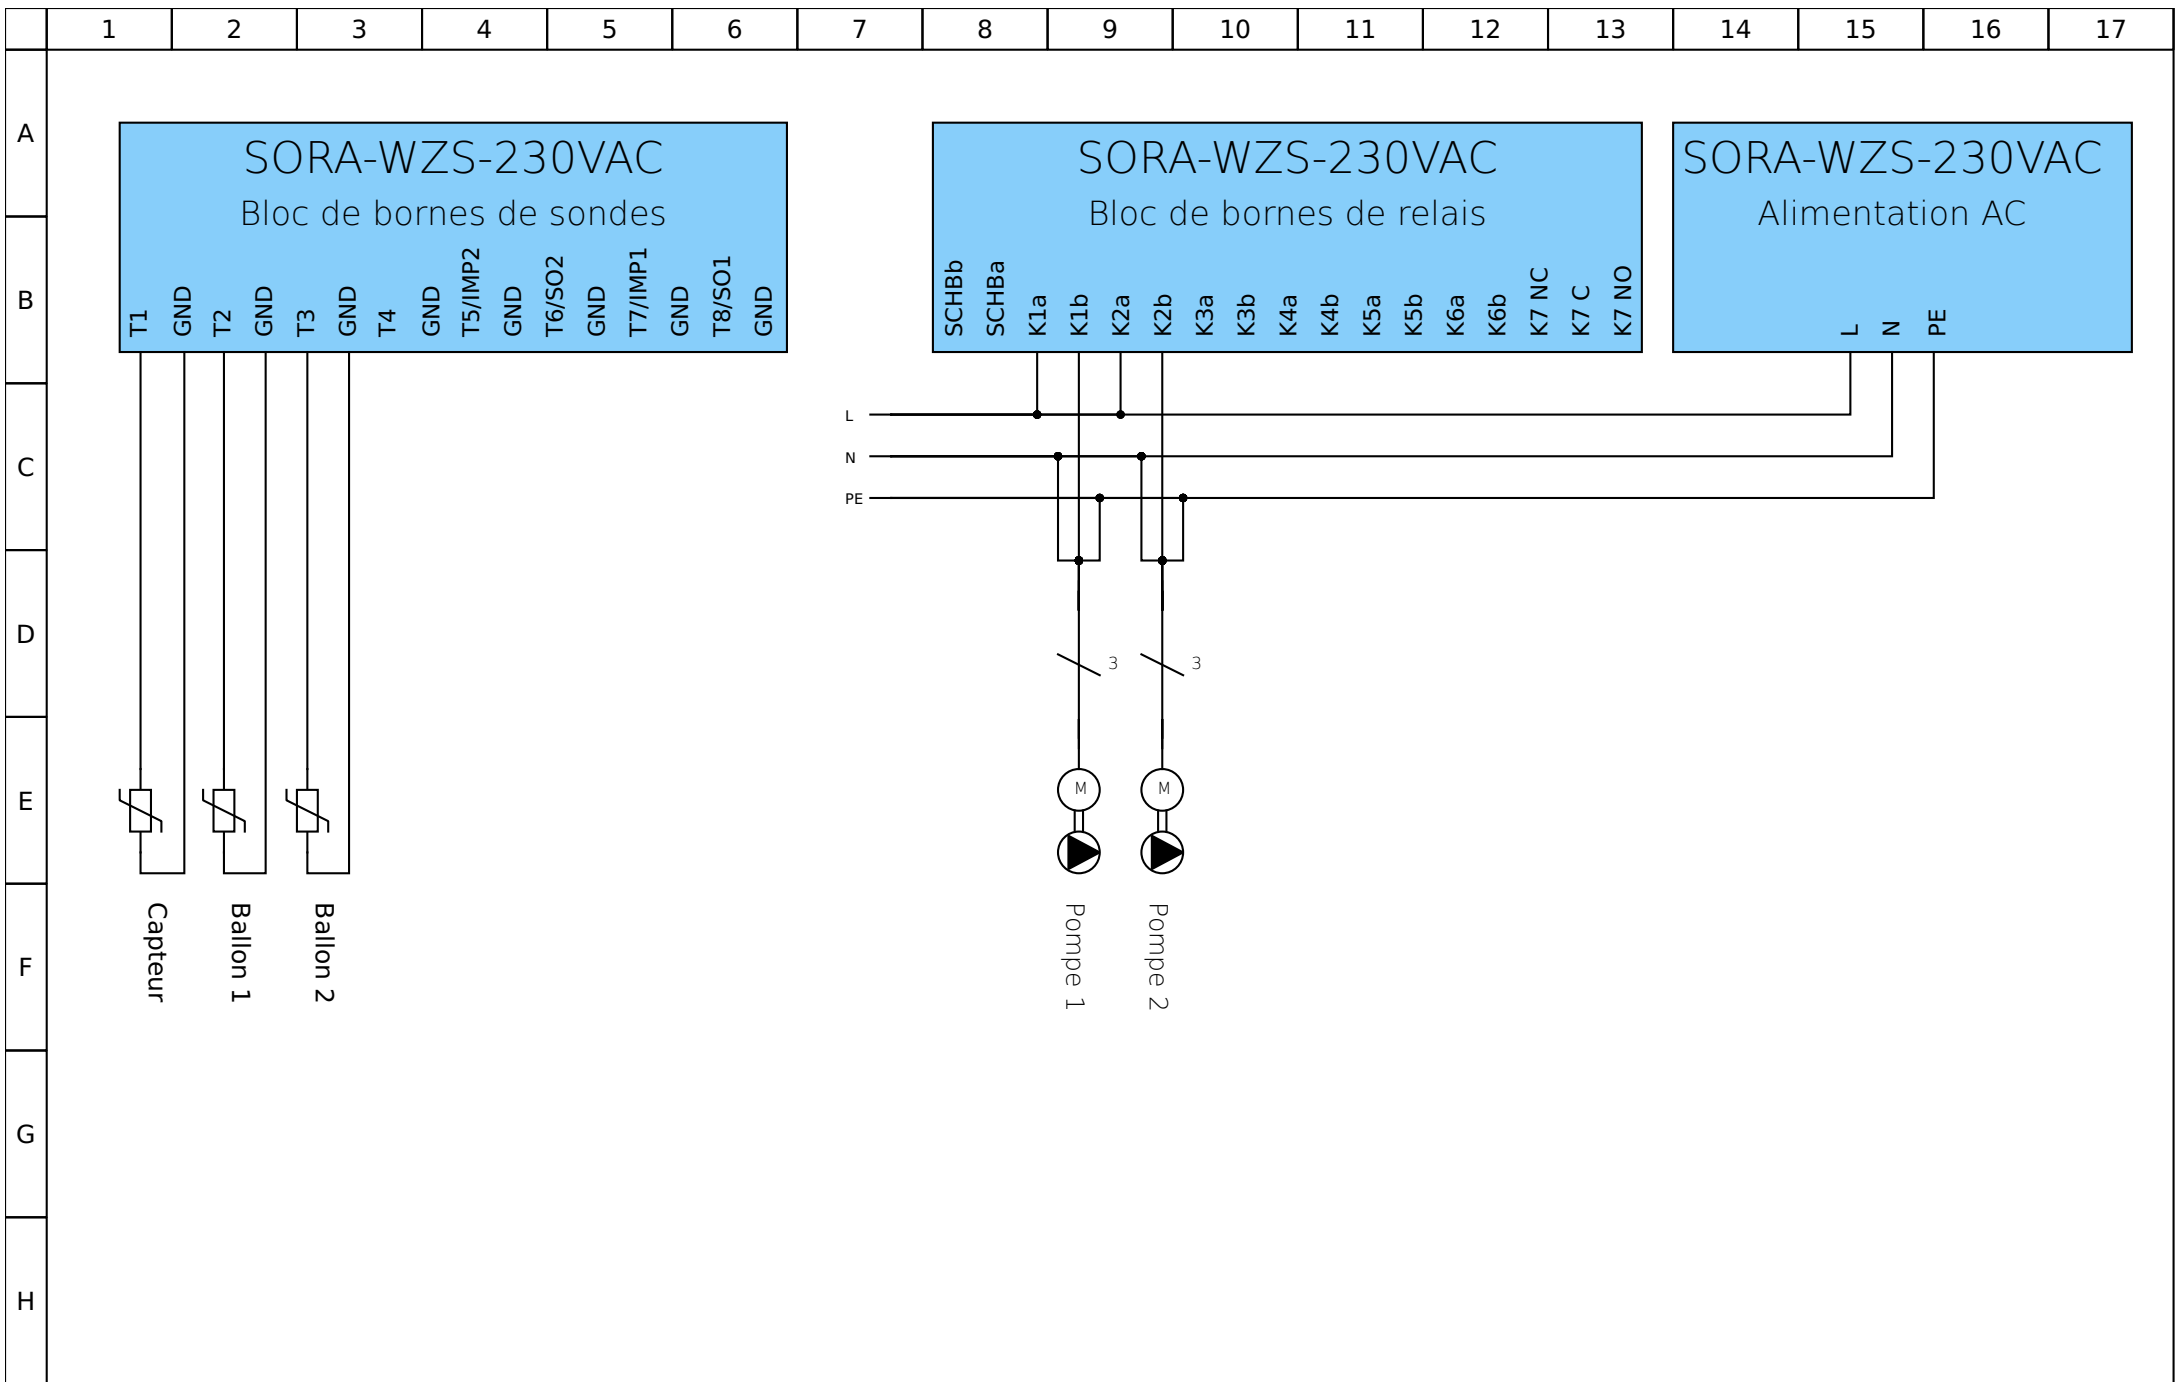 1 2 3 4 5 6 7 8 9 10 11 12 13 14 15 16 17
A
SORA-WZS-230VAC
Bloc de bornes de sondes
T1 GND T2 GND T3 GND T4 GND T5/IMP2 GND T6/SO2 GND T7/IMP1 GND T8/SO1 GND
SORA-WZS-230VAC
Bloc de bornes de relais
SCHBb SCHBa K1a K1b K2a K2b K3a K3b K4a K4b K5a K5b K6a K6b K7 NC K7 C K7 NO
SORA-WZS-230VAC
Alimentation AC
L N PE
B
L
C
N
PE
D
3 3
E
M M
F
Capteur
Ballon 1
Ballon 2
Pompe 1
Pompe 2
G
H